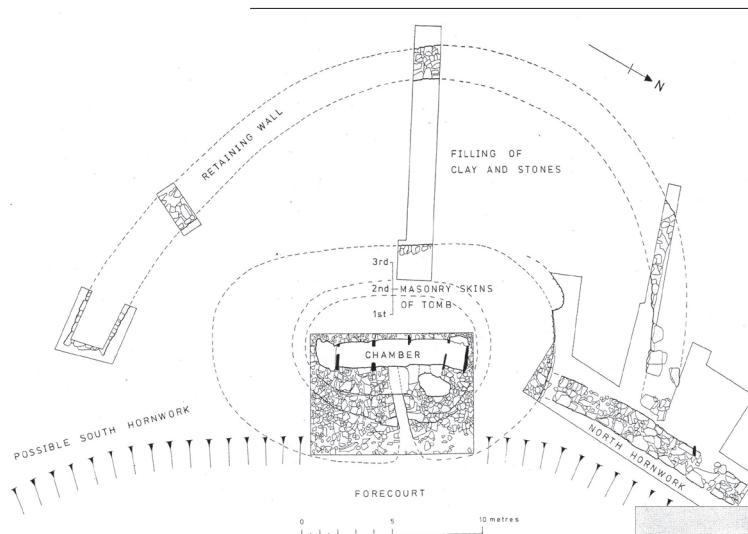 N
RETAINING WALL
FILLING OF
CLAY AND STONES
3rd
2nd
MASONRY SKINS
OF TOMB
1st
CHAMBER
POSSIBLE SOUTH HORNWORK
NORTH HORNWORK
FORECOURT
0 5 10 metres